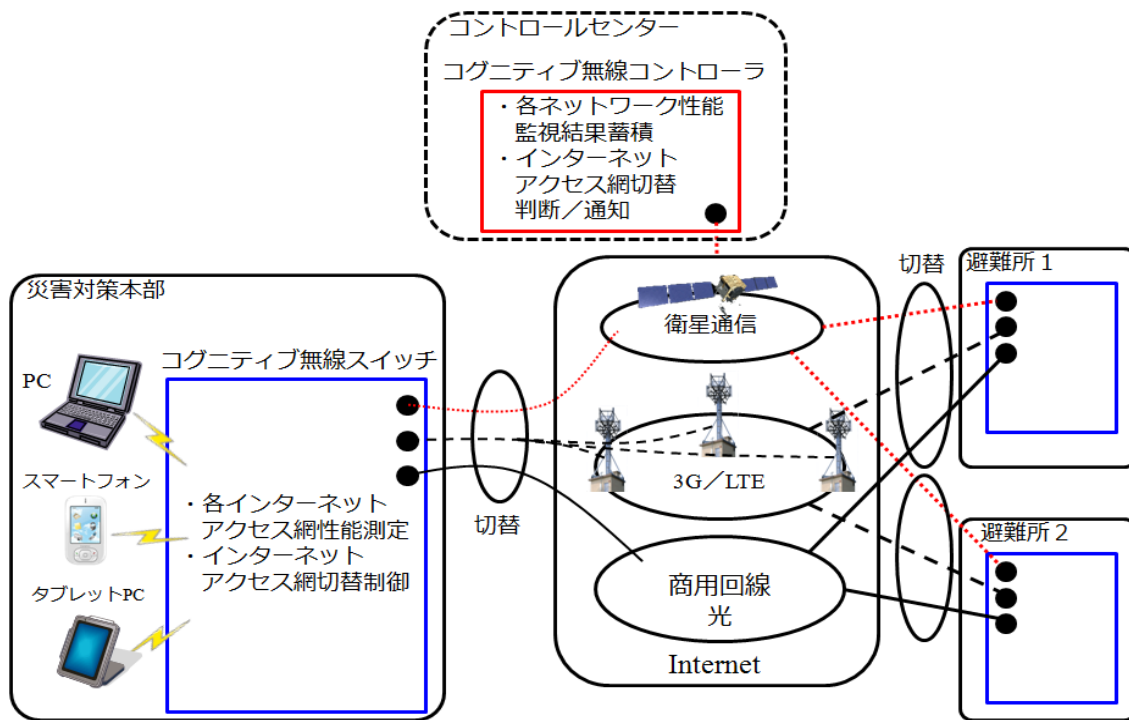 コントロールセンター
コグニティブ無線コントローラ
・各ネットワーク性能
監視結果蓄積
・インターネット
アクセス網切替
判断／通知
災害対策本部
コグニティブ無線スイッチ
PC
スマートフォン
タブレットPC
・各インターネット
アクセス網性能測定
・インターネット
アクセス網切替制御
切替
衛星通信
3G／LTE
商用回線
光
Internet
切替
避難所１
避難所２